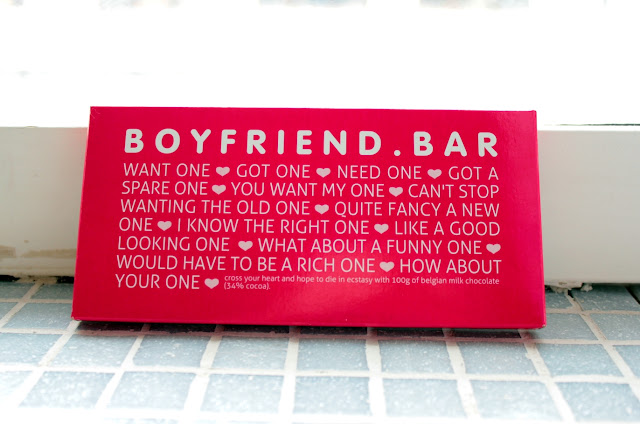 BOYFRIEND.BAR
WANT ONE ♥ GOT ONE ♥ NEED ONE ♥ GOT A
SPARE ONE ♥ YOU WANT MY ONE ♥ CAN'T STOP
WANTING THE OLD ONE ♥ QUITE FANCY A NEW
ONE ♥ I KNOW THE RIGHT ONE ♥ LIKE A GOOD
LOOKING ONE ♥ WHAT ABOUT A FUNNY ONE ♥
WOULD HAVE TO BE A RICH ONE ♥ HOW ABOUT
YOUR ONE ♥ cross your heart and hope to die in ecstasy with 100g of belgian milk chocolate
(34% cocoa).